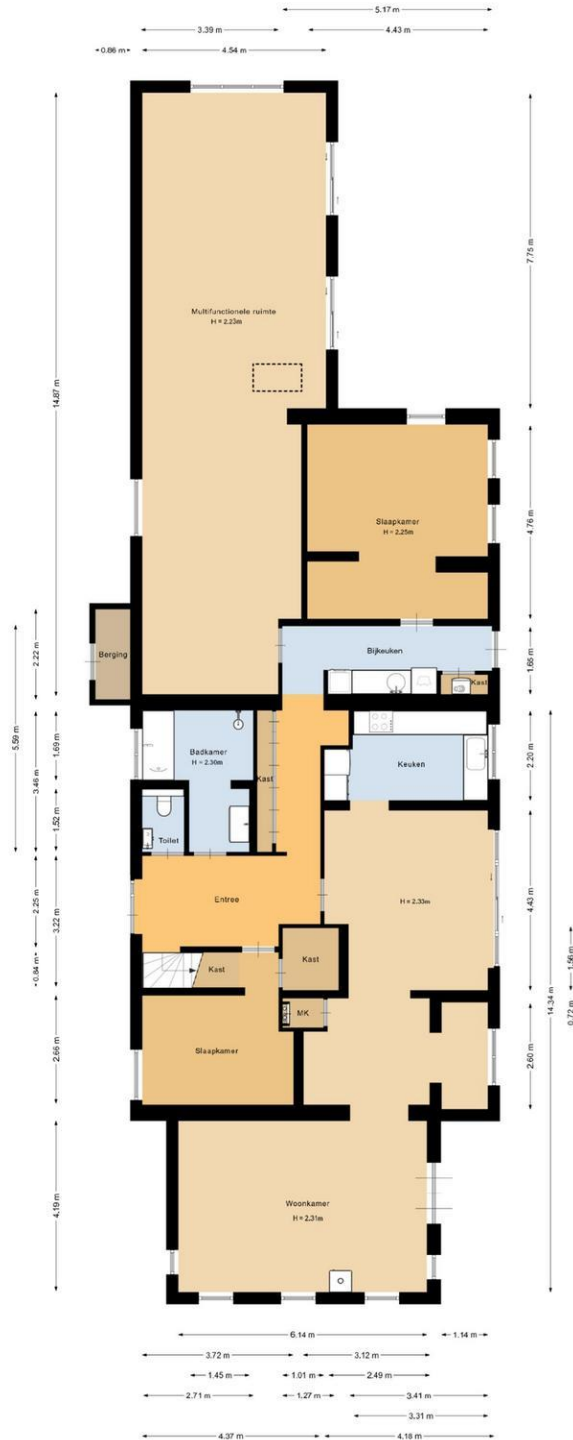 5.17 m
3.39 m
4.43 m
0.86 m
4.54 m
14.87 m
7.75 m
Multifunctionele ruimte
H = 2.23m
Slaapkamer
H = 2.25m
4.76 m
Berging
2.22 m
5.59 m
Bijkeuken
1.65 m
Kast
3.46 m
1.69 m
Badkamer
H = 2.30m
Kast
Keuken
2.20 m
1.52 m
Toilet
2.25 m
3.22 m
Entree
H = 2.33m
4.43 m
0.84 m
Kast
Kast
1.56 m
14.34 m
0.72 m
MK
2.66 m
Slaapkamer
2.60 m
4.19 m
Woonkamer
H = 2.31m
6.14 m
1.14 m
3.72 m
3.12 m
1.45 m
1.01 m
2.49 m
2.71 m
1.27 m
3.41 m
3.31 m
4.37 m
4.18 m